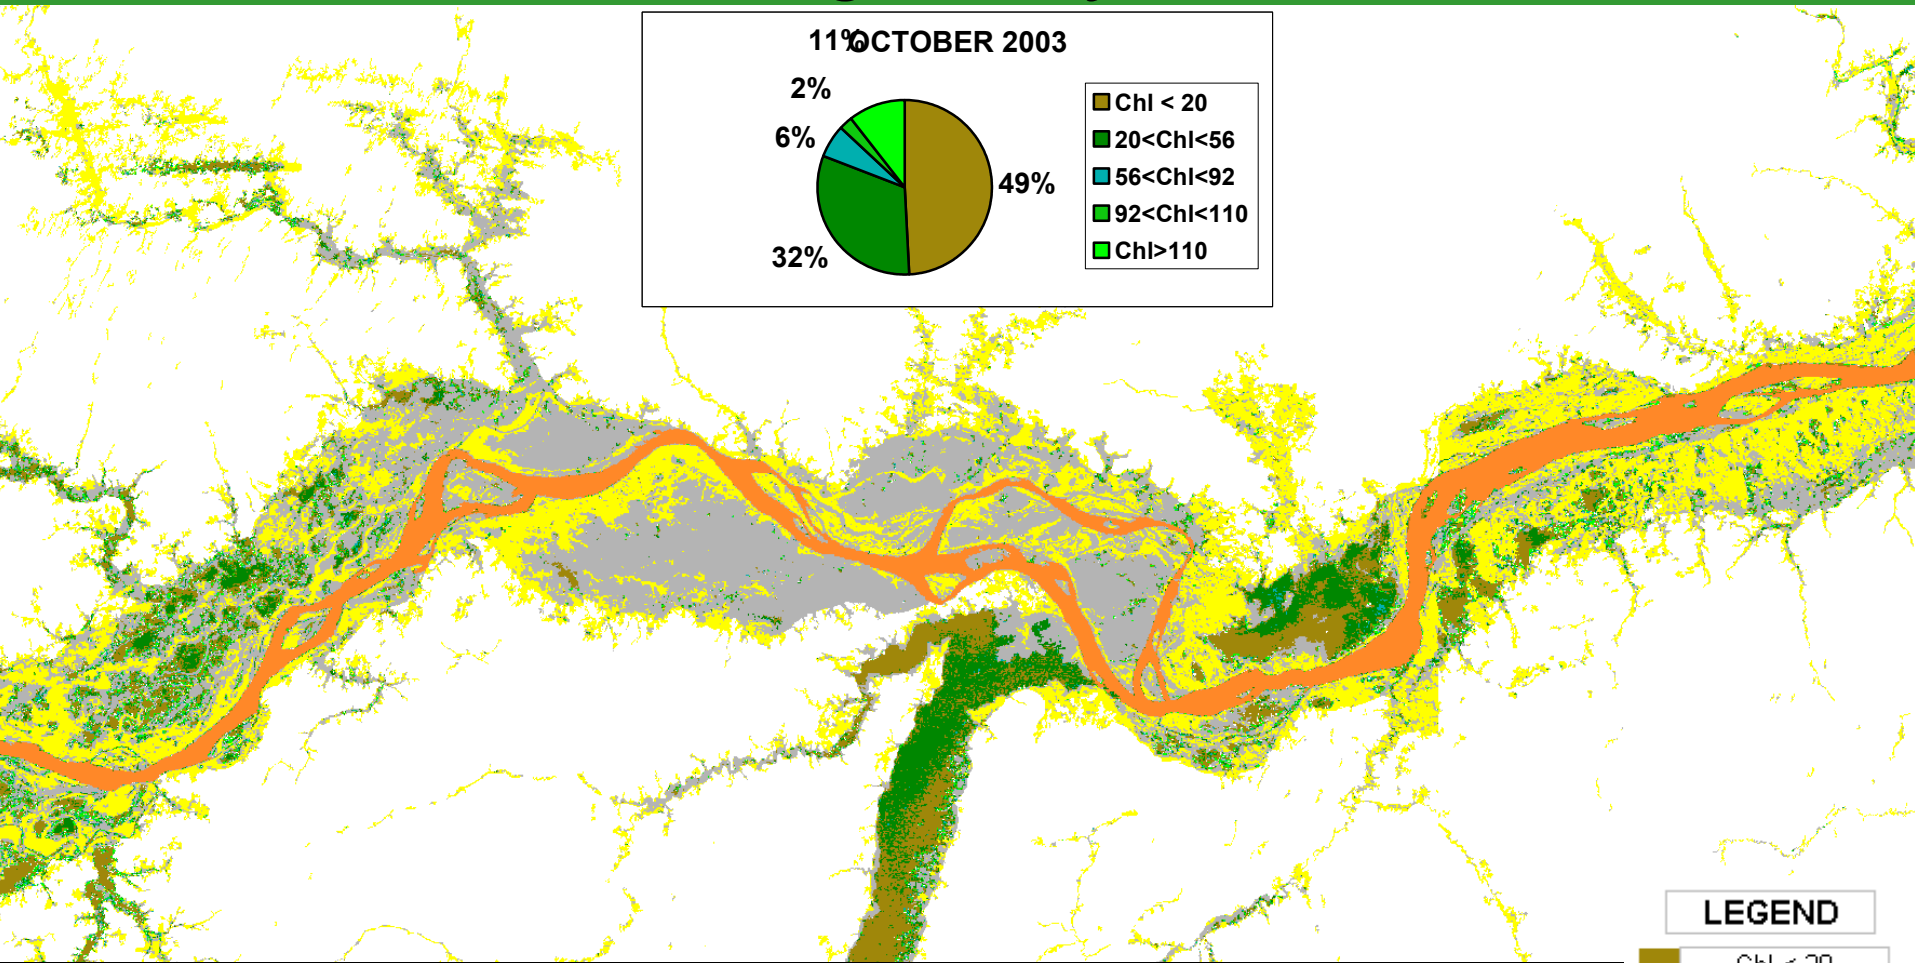 11%
OCTOBER 2003
2%
6%
49%
32%
Chl < 20
20<Chl<56
56<Chl<92
92<Chl<110
Chl>110
LEGEND